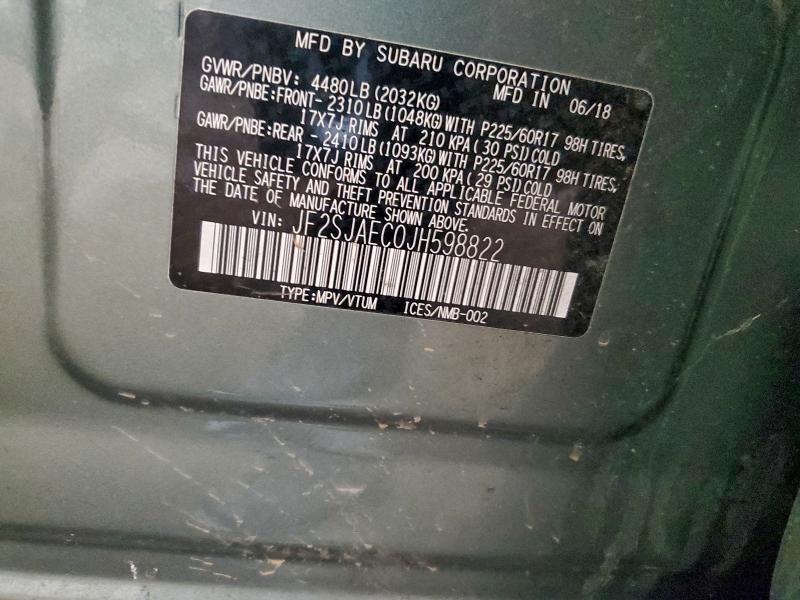 MFD BY SUBARU CORPORATION
GVWR/PNBV: 4480LB(2032KG) MFD IN 06/18
GAWR/PNBE:FRONT- 2310LB(1048KG)WITH P225/60R17 98H TIRES,
17X7J RIMS AT 210 KPA(30 PSI)COLD
GAWR/PNBE:REAR - 2410LB(1093KG)WITH P225/60R17 98H TIRES,
17X7J RIMS AT 200 KPA(29 PSI)COLD
THIS VEHICLE CONFORMS TO ALL APPLICABLE FEDERAL MOTOR
VEHICLE SAFETY AND THEFT PREVENTION STANDARDS IN EFFECT ON
THE DATE OF MANUFACTURE SHOWN ABOVE.
VIN: JF2SJAEC0JH598822
TYPE:MPV/VTUM ICES/NMB-002